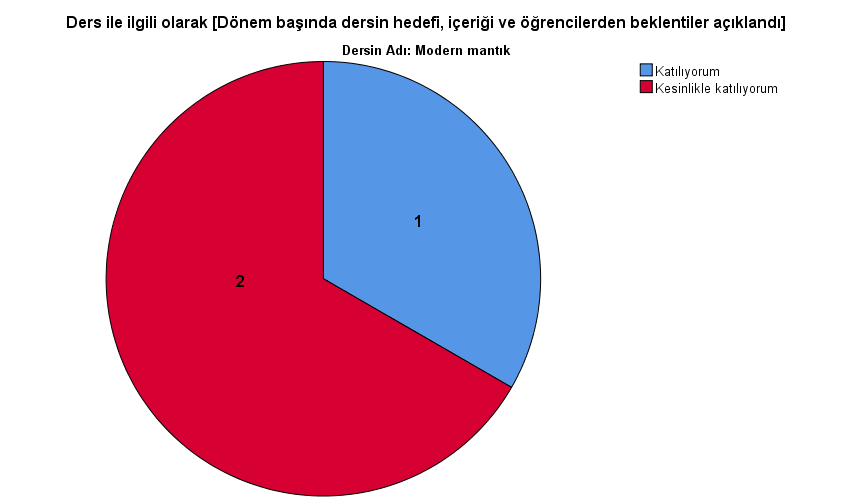 Ders ile ilgili olarak [Dönem başında dersin hedefi, içeriği ve öğrencilerden beklentiler açıklandı]
Dersin Adı: Modern mantık
Katılıyorum
Kesinlikle katılıyorum
1
2